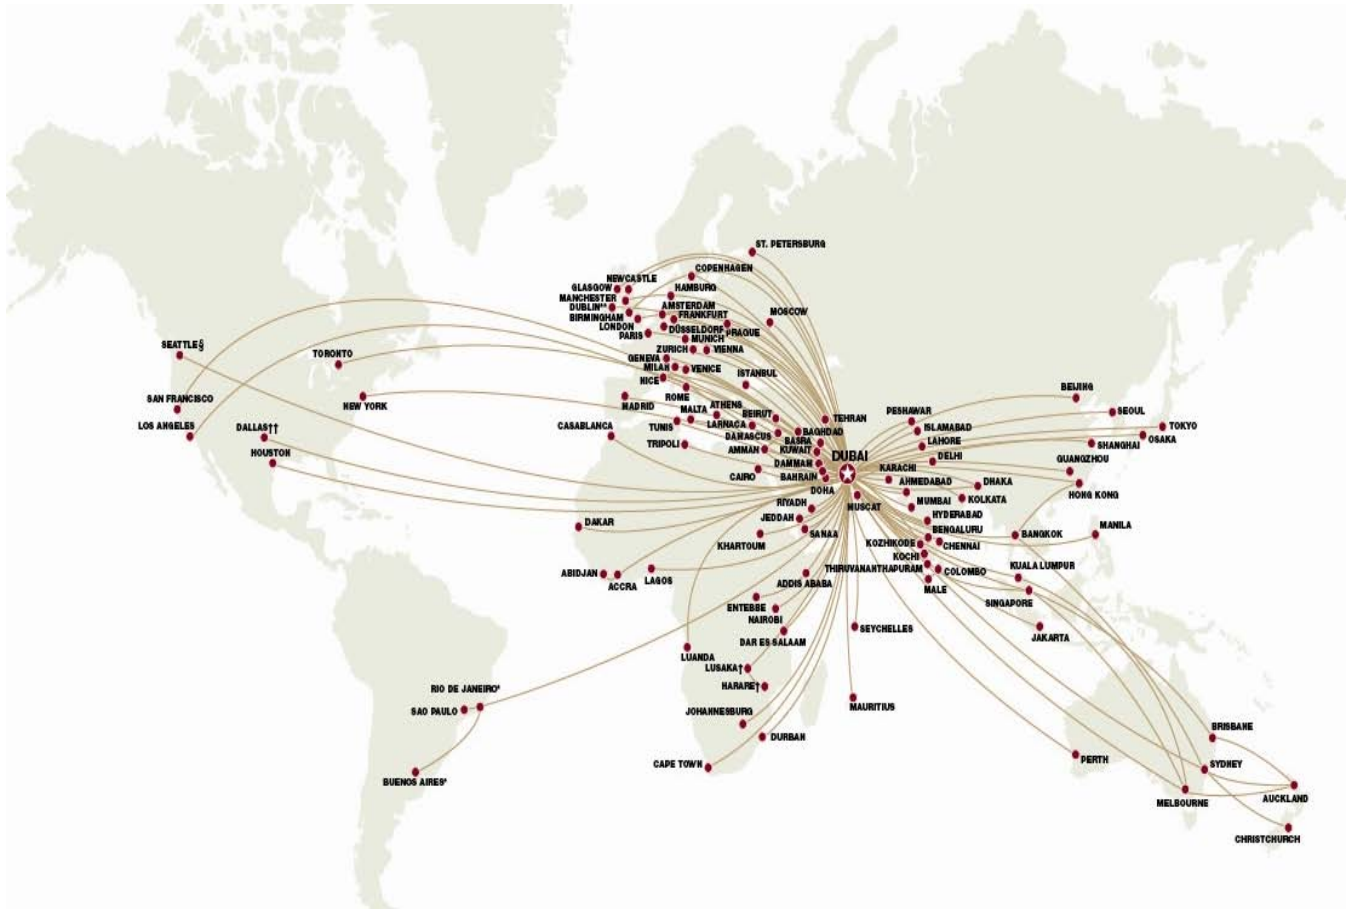 ST. PETERSBURG
COPENHAGEN
NEWCASTLE
GLASGOW
HAMBURG
MANCHESTER
DUBLIN**
AMSTERDAM
BIRMINGHAM
FRANKFURT
MOSCOW
LONDON
DÜSSELDORF
PRAGUE
PARIS
MUNICH
SEATTLE§
ZURICH
VIENNA
TORONTO
GENEVA
MILAN
VENICE
ISTANBUL
NICE
BEIJING
SAN FRANCISCO
NEW YORK
ROME
MADRID
MALTA
ATHENS
BEIRUT
TEHRAN
PESHAWAR
SEOUL
LOS ANGELES
DALLAS††
CASABLANCA
TUNIS
LARNACA
BAGHDAD
ISLAMABAD
TOKYO
DAMASCUS
BASRA
LAHORE
SHANGHAI
OSAKA
HOUSTON
TRIPOLI
AMMAN
KUWAIT
DUBAI
DELHI
GUANGZHOU
DAMMAM
KARACHI
CAIRO
BAHRAIN
AHMEDABAD
DHAKA
DOHA
HONG KONG
RIYADH
MUSCAT
MUMBAI
KOLKATA
JEDDAH
HYDERABAD
DAKAR
SANAA
BENGALURU
BANGKOK
MANILA
KHARTOUM
KOZHIKODE
CHENNAI
KOCHI
KUALA LUMPUR
ABIDJAN
ACCRA
LAGOS
ADDIS ABABA
THIRUVANANTHAPURAM
COLOMBO
MALE
SINGAPORE
ENTEBBE
NAIROBI
SEYCHELLES
JAKARTA
DAR ES SALAAM
LUANDA
LUSAKA†
HARARE†
RIO DE JANEIRO*
SAO PAULO
JOHANNESBURG
MAURITIUS
BRISBANE
DURBAN
PERTH
SYDNEY
CAPE TOWN
BUENOS AIRES*
MELBOURNE
AUCKLAND
CHRISTCHURCH